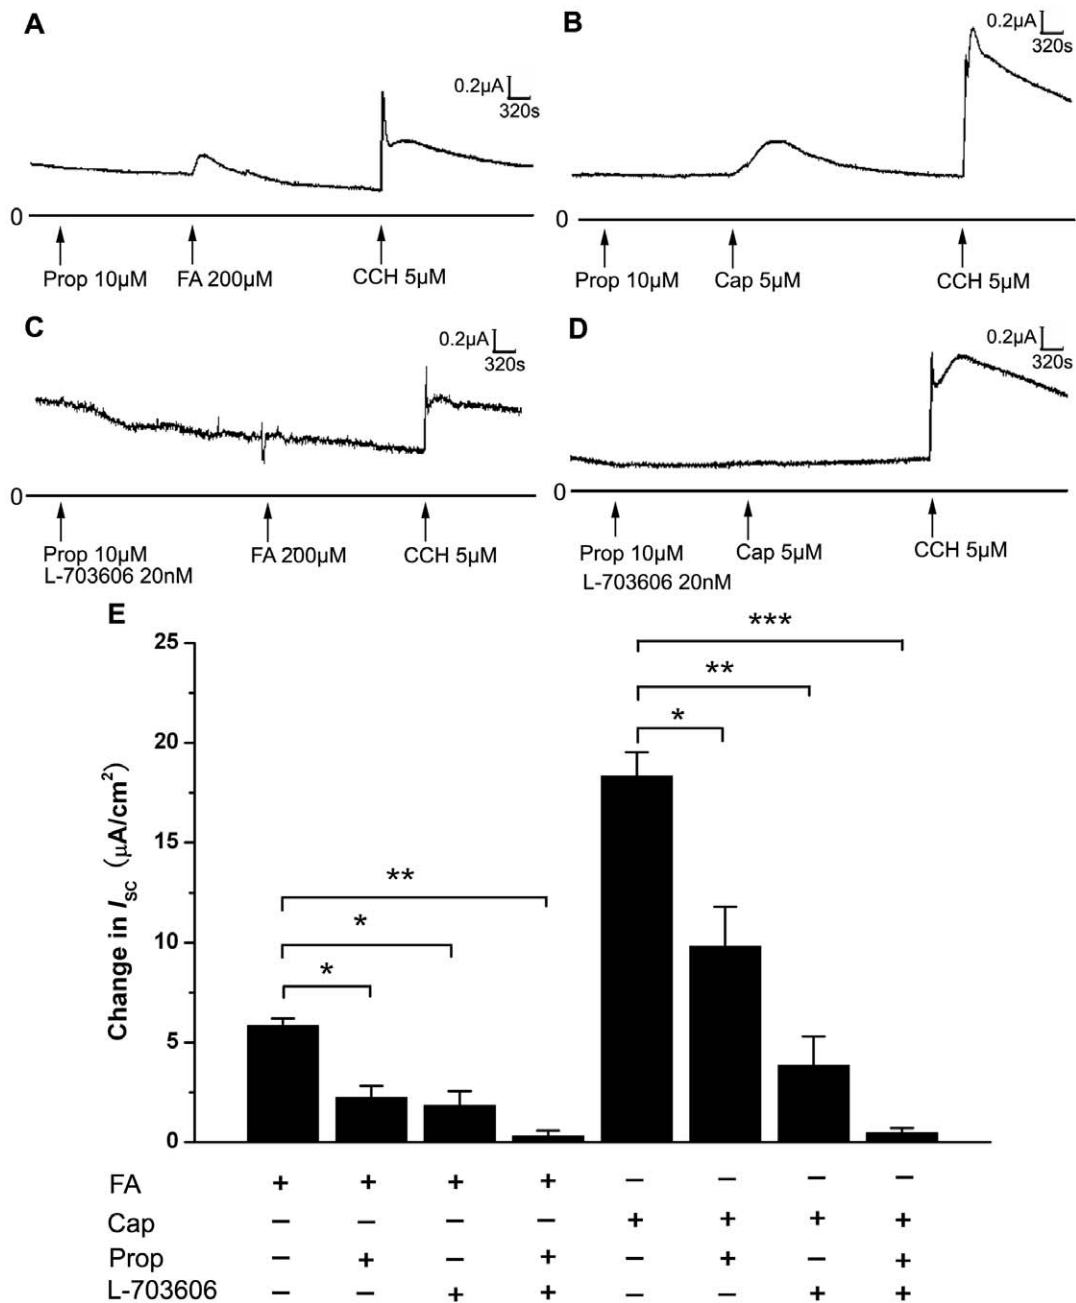 A
0.2µA
320s
0
Prop 10µM
FA 200µM
CCH 5µM
B
0.2µA
320s
0
Prop 10µM
Cap 5µM
CCH 5µM
C
0.2µA
320s
0
Prop 10µM
L-703606 20nM
FA 200µM
CCH 5µM
D
0.2µA
320s
0
Prop 10µM
L-703606 20nM
Cap 5µM
CCH 5µM
E
Change in Isc (µA/cm²)
25
20
15
10
5
0
*
*
**
*
**
***
FA + + + + – – – –
Cap – – – – + + + +
Prop – + – + – + – +
L-703606 – – + + – – + +